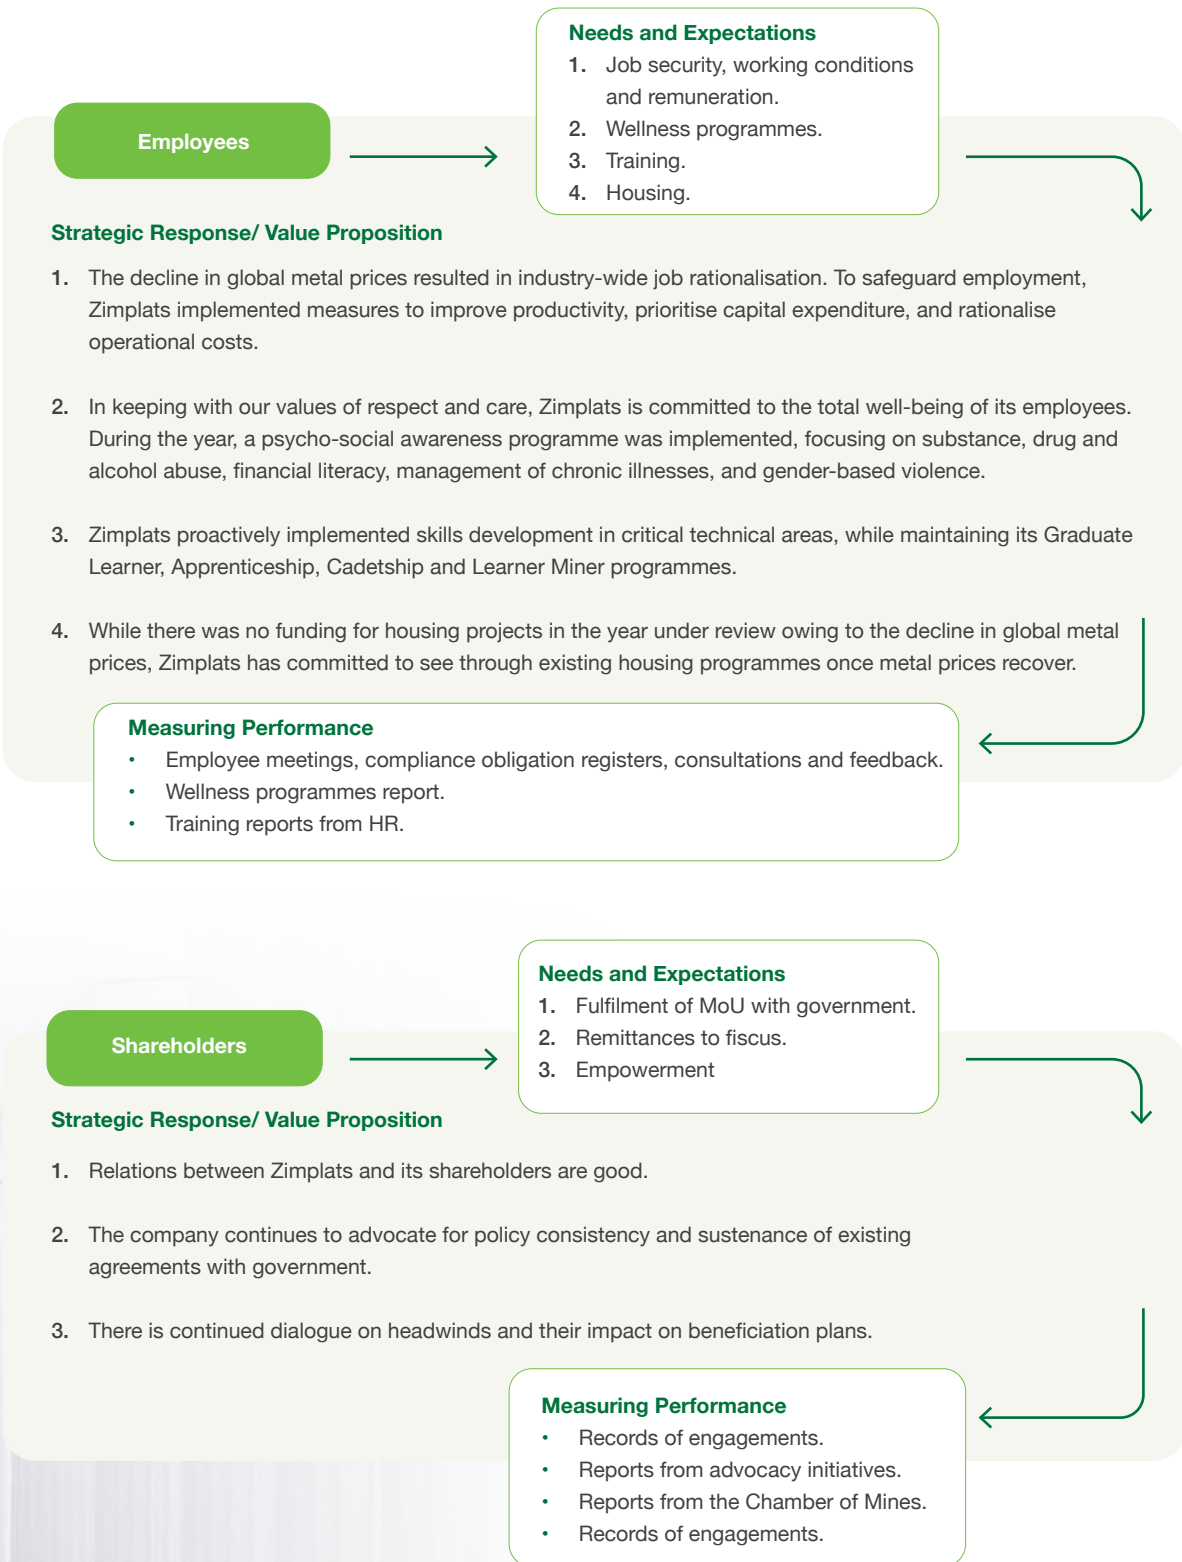 Employees
Needs and Expectations
1. Job security, working conditions
and remuneration.
2. Wellness programmes.
3. Training.
4. Housing.
Strategic Response/ Value Proposition
1. The decline in global metal prices resulted in industry-wide job rationalisation. To safeguard employment,
Zimplats implemented measures to improve productivity, prioritise capital expenditure, and rationalise
operational costs.
2. In keeping with our values of respect and care, Zimplats is committed to the total well-being of its employees.
During the year, a psycho-social awareness programme was implemented, focusing on substance, drug and
alcohol abuse, financial literacy, management of chronic illnesses, and gender-based violence.
3. Zimplats proactively implemented skills development in critical technical areas, while maintaining its Graduate
Learner, Apprenticeship, Cadetship and Learner Miner programmes.
4. While there was no funding for housing projects in the year under review owing to the decline in global metal
prices, Zimplats has committed to see through existing housing programmes once metal prices recover.
Measuring Performance
• Employee meetings, compliance obligation registers, consultations and feedback.
• Wellness programmes report.
• Training reports from HR.
Shareholders
Needs and Expectations
1. Fulfilment of MoU with government.
2. Remittances to fiscus.
3. Empowerment
Strategic Response/ Value Proposition
1. Relations between Zimplats and its shareholders are good.
2. The company continues to advocate for policy consistency and sustenance of existing
agreements with government.
3. There is continued dialogue on headwinds and their impact on beneficiation plans.
Measuring Performance
• Records of engagements.
• Reports from advocacy initiatives.
• Reports from the Chamber of Mines.
• Records of engagements.